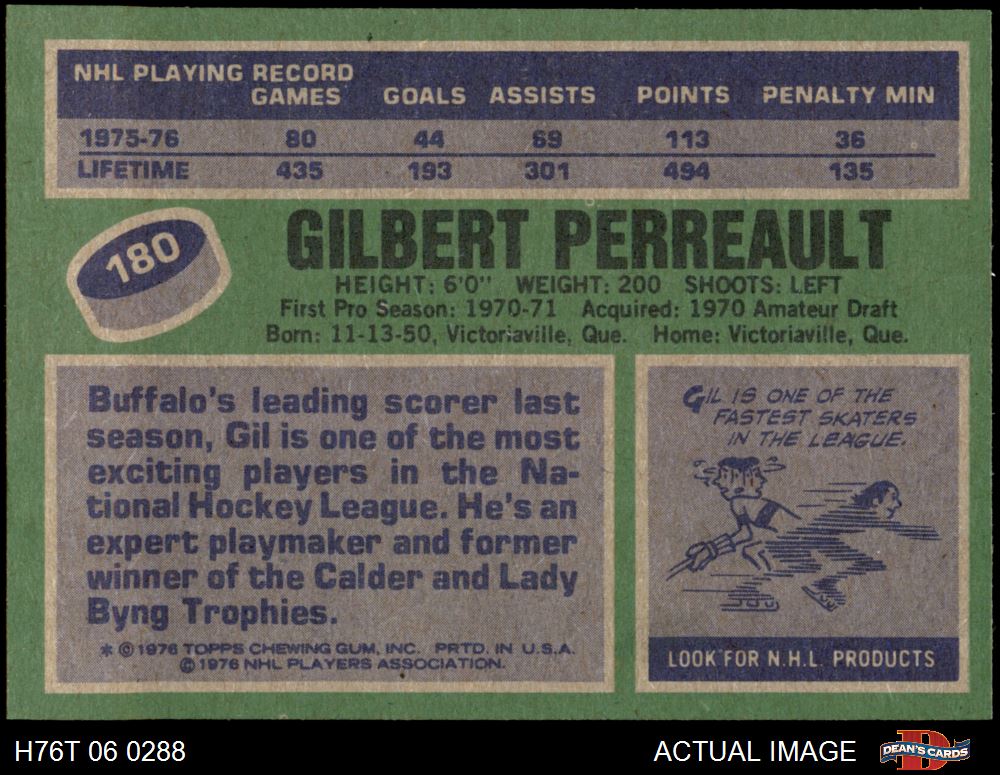 NHL PLAYING RECORD
GAMES GOALS ASSISTS POINTS PENALTY MIN
1975-76 80 44 69 113 36
LIFETIME 435 193 301 494 135
180
GILBERT PERREAULT
HEIGHT: 6'0" WEIGHT: 200 SHOOTS: LEFT
First Pro Season: 1970-71 Acquired: 1970 Amateur Draft
Born: 11-13-50, Victoriaville, Que. Home: Victoriaville, Que.
Buffalo's leading scorer last
season, Gil is one of the most
exciting players in the Na-
tional Hockey League. He's an
expert playmaker and former
winner of the Calder and Lady
Byng Trophies.
* © 1976 TOPPS CHEWING GUM, INC. PRTD. IN U.S.A.
© 1976 NHL PLAYERS ASSOCIATION.
GIL IS ONE OF THE
FASTEST SKATERS
IN THE LEAGUE.
LOOK FOR N.H.L. PRODUCTS
H76T 06 0288
ACTUAL IMAGE
DEAN'S CARDS